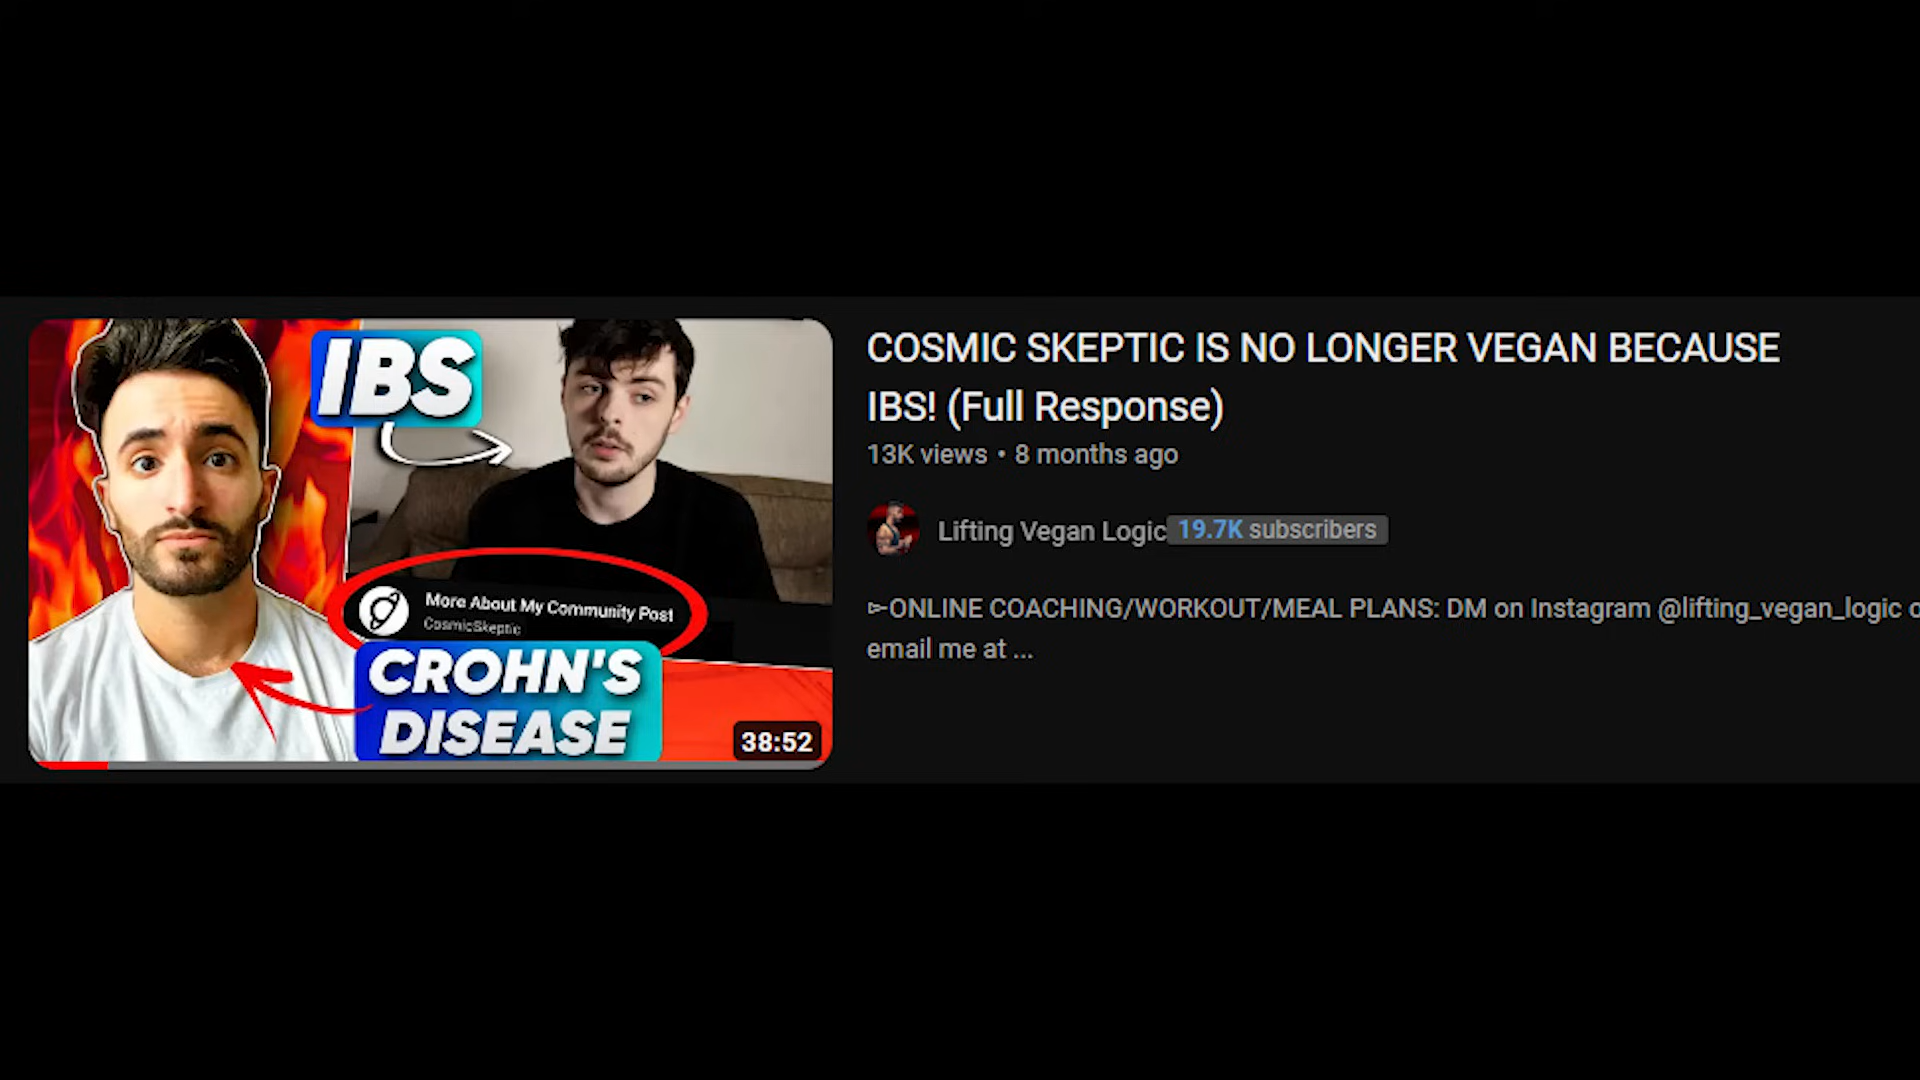 IBS
More About My Community Post
CosmicSkeptic
CROHN'S
DISEASE
38:52
COSMIC SKEPTIC IS NO LONGER VEGAN BECAUSE
IBS! (Full Response)
13K views • 8 months ago
Lifting Vegan Logic 19.7K subscribers
▻ONLINE COACHING/WORKOUT/MEAL PLANS: DM on Instagram @lifting_vegan_logic
email me at ...